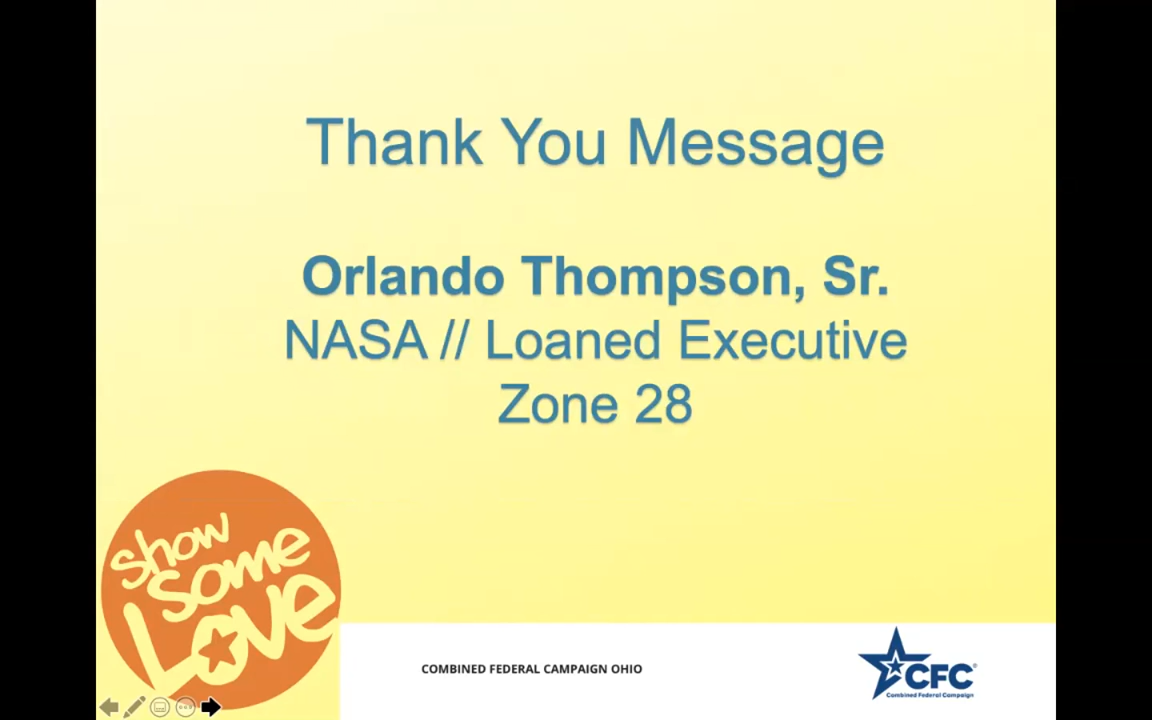 Thank You Message
Orlando Thompson, Sr.
NASA // Loaned Executive
Zone 28
show
some
Love
COMBINED FEDERAL CAMPAIGN OHIO
CFC®
Combined Federal Campaign